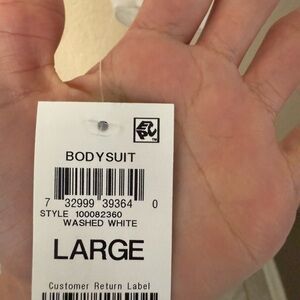 BODYSUIT
7 32999 39364 0
STYLE 100082360
WASHED WHITE
LARGE
Customer Return Label